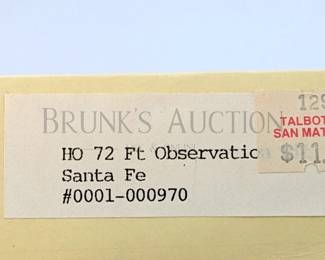 BRUNK'S AUCTION
HO 72 Ft Observatio
Santa Fe
#0001-000970
129
TALBOT
SAN MAT
$11